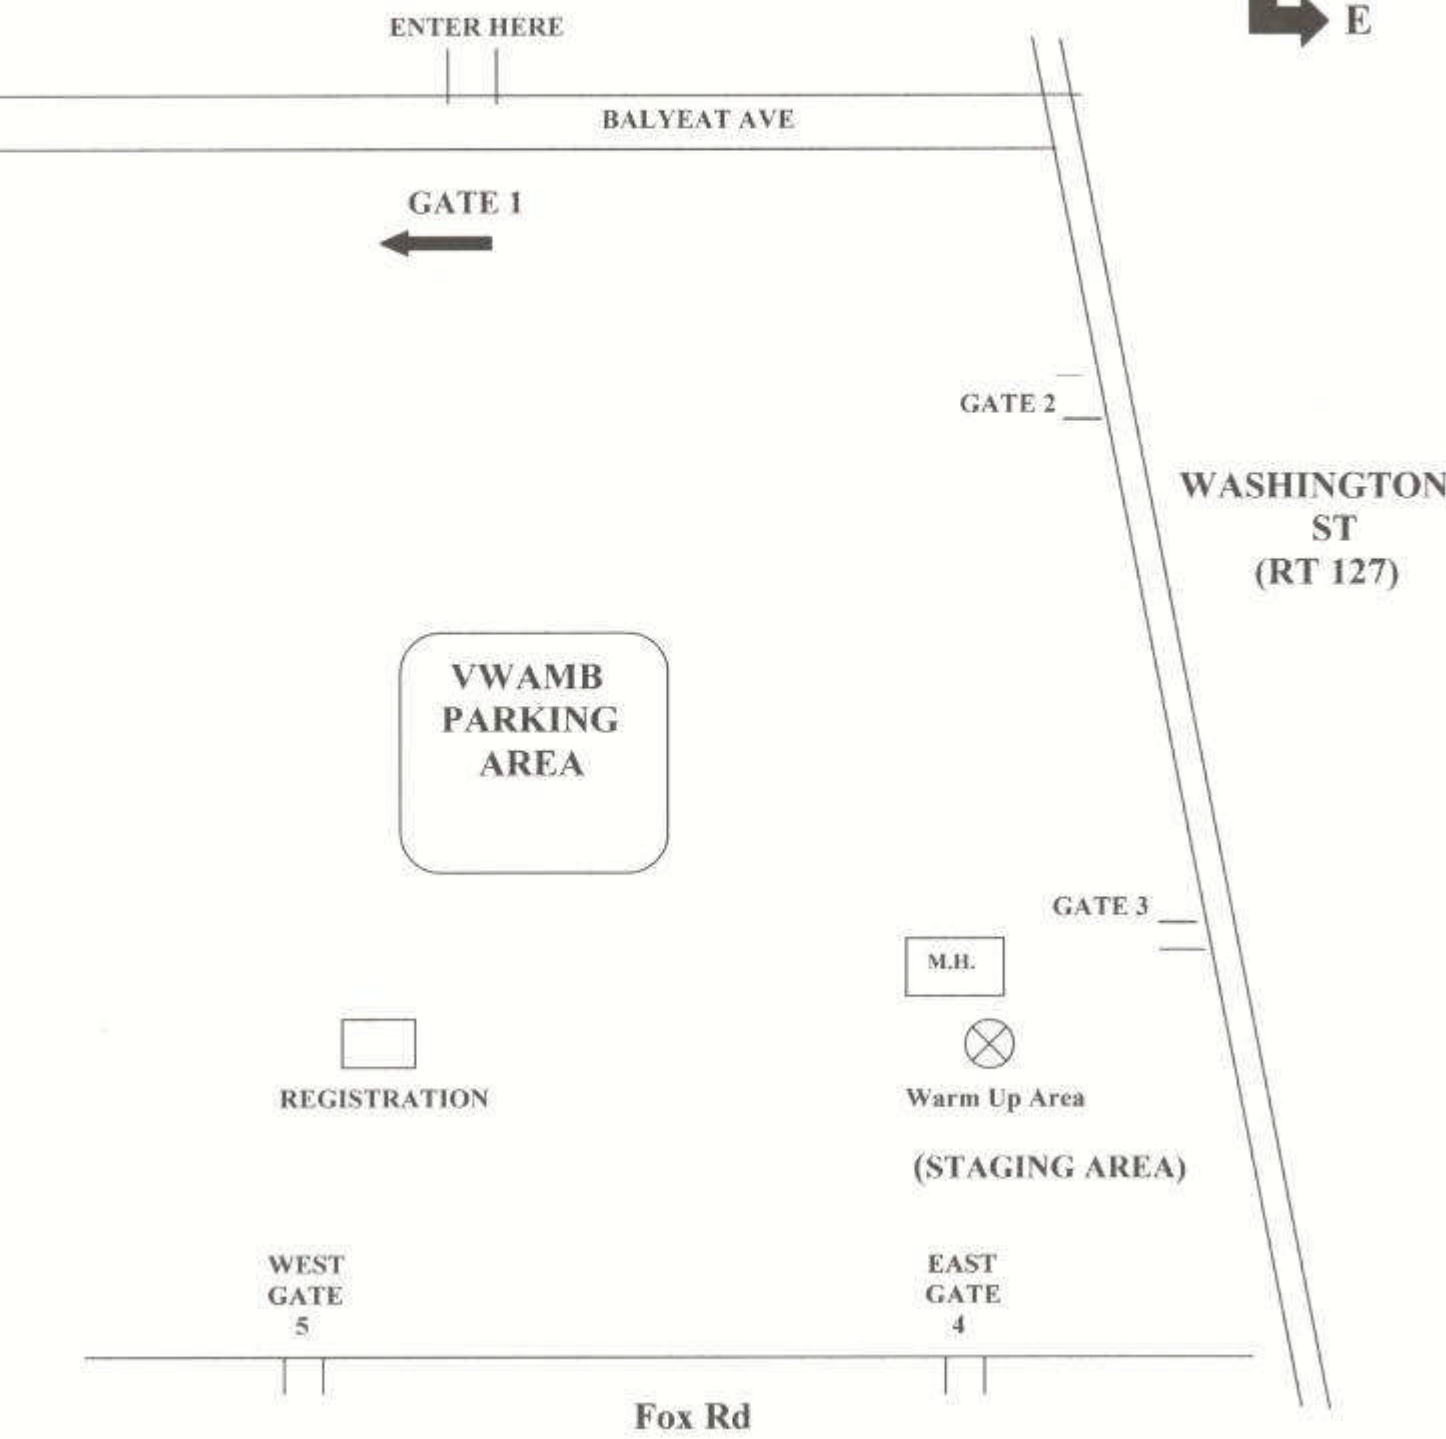 ENTER HERE
E
BALYEAT AVE
GATE 1
GATE 2
WASHINGTON
ST
(RT 127)
VWAMB
PARKING
AREA
GATE 3
M.H.
REGISTRATION
Warm Up Area
(STAGING AREA)
WEST
GATE
5
EAST
GATE
4
Fox Rd